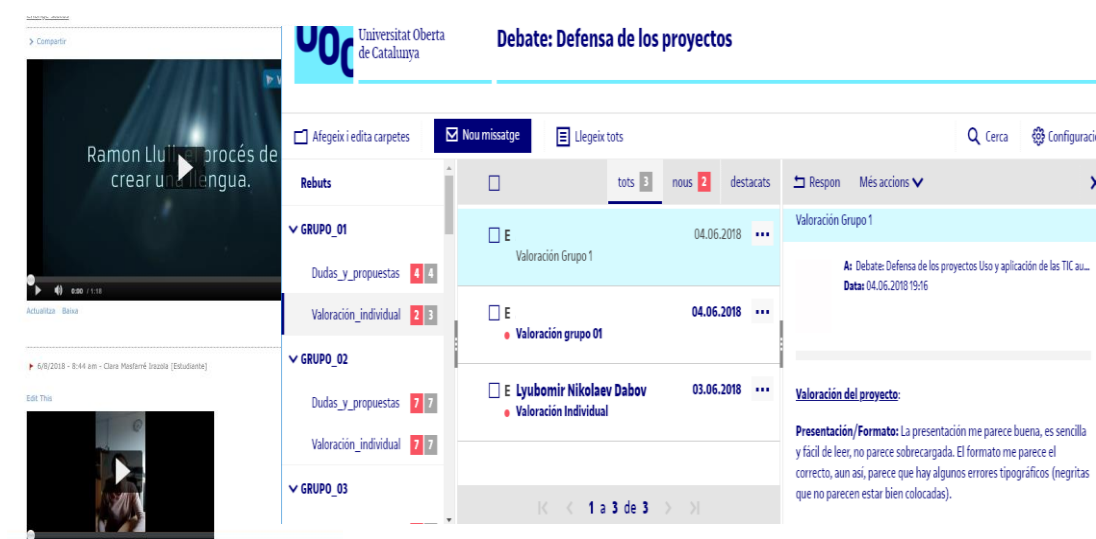 Change Status
Compartir
Ramon Llull: el procés de
crear una llengua.
0:00 / 1:18
Actualitza Baixa
6/8/2018 - 8:44 am - Clara Masferré Irazola [Estudiante]
Edit This
UOC
Universitat Oberta
de Catalunya
Debate: Defensa de los proyectos
Afegeix i edita carpetes
Nou missatge
Llegeix tots
Cerca
Rebuts
GRUPO_01
Dudas_y_propuestas 4 4
Valoración_individual 2 3
GRUPO_02
Dudas_y_propuestas 7 7
Valoración_individual 7 7
GRUPO_03
tots 3 nous 2 destacats
E 04.06.2018
Valoración Grupo 1
E 04.06.2018
Valoración grupo 01
E Lyubomir Nikolaev Dabov 03.06.2018
Valoración Individual
1 a 3 de 3
Respon Més accions
Valoración Grupo 1
A: Debate: Defensa de los proyectos Uso y aplicación de las TIC au...
Data: 04.06.2018 19:16
Valoración del proyecto:
Presentación/Formato: La presentación me parece buena, es sencilla
y fácil de leer, no parece sobrecargada. El formato me parece el
correcto, aun así, parece que hay algunos errores tipográficos (negritas
que no parecen estar bien colocadas).